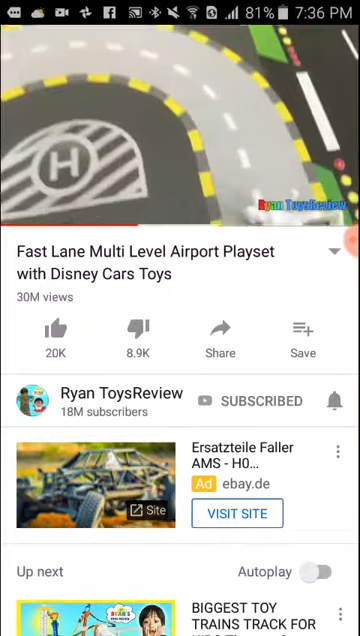 81% 7:36 PM
H
Ryan ToysReview
Fast Lane Multi Level Airport Playset
with Disney Cars Toys
30M views
20K
8.9K
Share
Save
Ryan ToysReview
18M subscribers
SUBSCRIBED
Site
Ersatzteile Faller
AMS - H0...
Ad ebay.de
VISIT SITE
Up next
Autoplay
BIGGEST TOY
TRAINS TRACK FOR